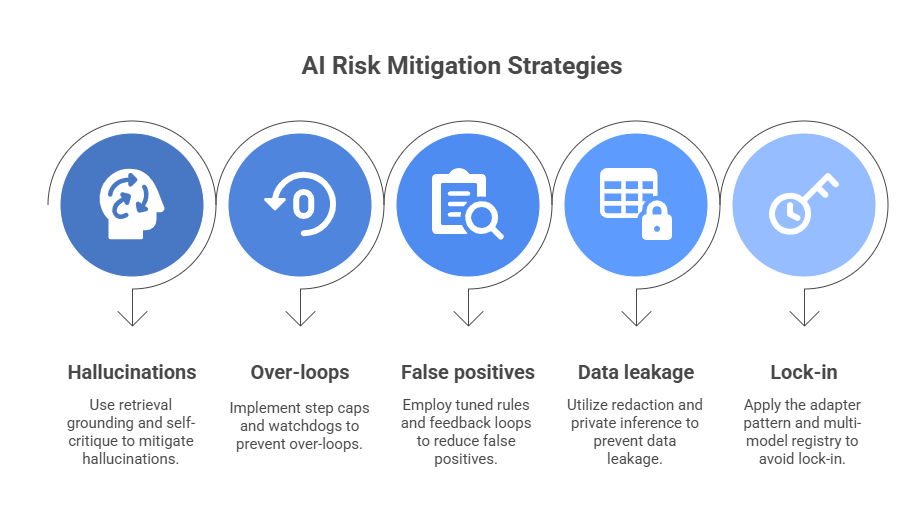 AI Risk Mitigation Strategies
0
Hallucinations
Use retrieval
grounding and self-
critique to mitigate
hallucinations.
Over-loops
Implement step caps
and watchdogs to
prevent over-loops.
False positives
Employ tuned rules
and feedback loops
to reduce false
positives.
Data leakage
Utilize redaction and
private inference to
prevent data
leakage.
Lock-in
Apply the adapter
pattern and multi-
model registry to
avoid lock-in.